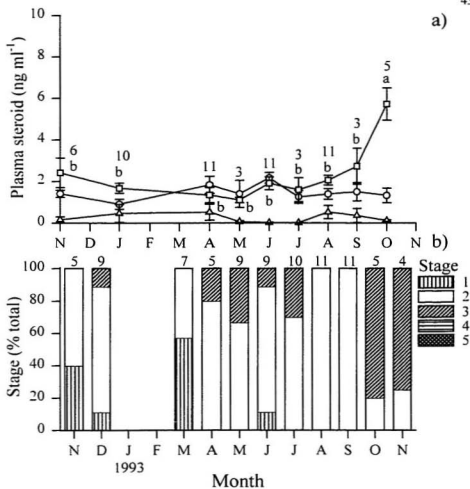 a)
Plasma steroid (ng ml⁻¹)
10
8
6
4
2
0
6
b
10
b
11
b
3
b
11
b
3
b
11
b
3
b
5
a
N D J F M A M J J A S O N
b)
Stage (% total)
100
80
60
40
20
0
5 9 7 5 9 9 10 11 11 5 4
Stage
1
2
3
4
5
N D J F M A M J J A S O N
1993
Month